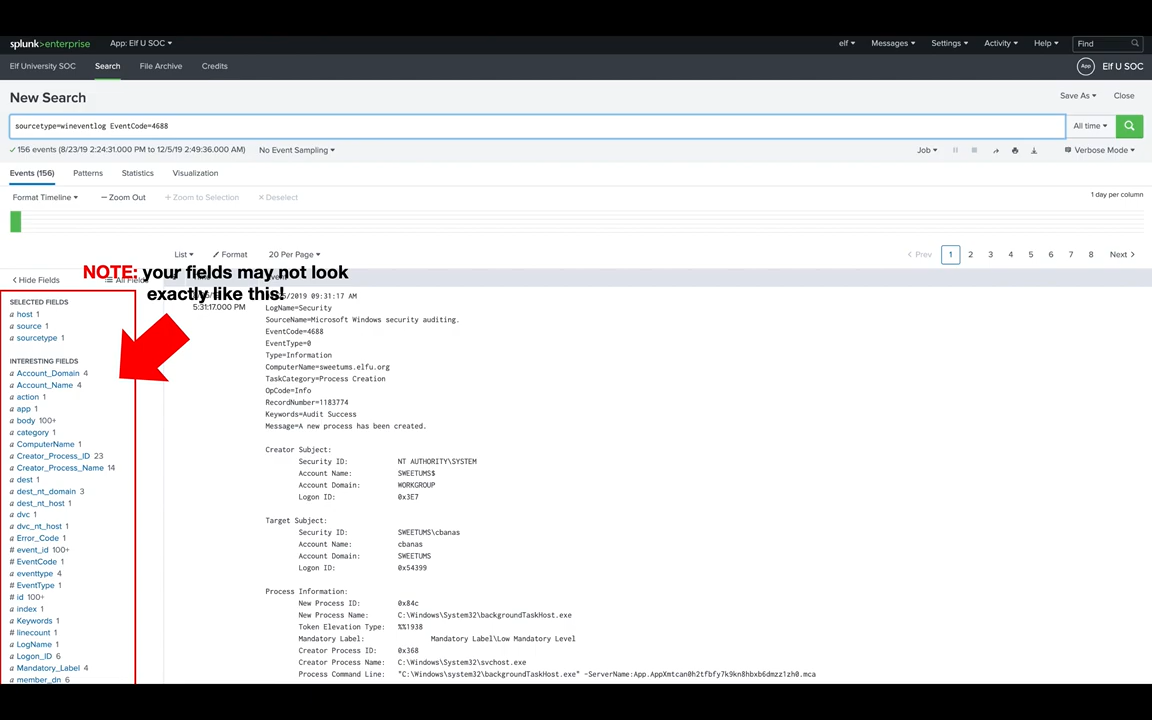 splunk>enterprise App: Elf U SOC elf Messages Settings Activity Help Find
Elf University SOC Search File Archive Credits App Elf U SOC
New Search Save As Close
sourcetype=wineventlog EventCode=4688 All time
156 events (8/23/19 2:24:31.000 PM to 12/5/19 2:49:36.000 AM) No Event Sampling Job Verbose Mode
Events (156) Patterns Statistics Visualization
Format Timeline — Zoom Out + Zoom to Selection × Deselect 1 day per column
List Format 20 Per Page < Prev 1 2 3 4 5 6 7 8 Next >
NOTE: your fields may not look
exactly like this!
< Hide Fields All Fields
SELECTED FIELDS
a host 1
a source 1
a sourcetype 1
INTERESTING FIELDS
a Account_Domain 4
a Account_Name 4
a action 1
a app 1
a body 100+
a category 1
a ComputerName 1
a Creator_Process_ID 23
a Creator_Process_Name 14
a dest 1
a dest_nt_domain 3
a dest_nt_host 1
a dvc 1
a dvc_nt_host 1
a Error_Code 1
# event_id 100+
# EventCode 1
a eventtype 4
# EventType 1
# id 100+
a index 1
a Keywords 1
# linecount 1
a LogName 1
a Logon_ID 6
a Mandatory_Label 4
a member_dn 6
5:31:17.000 PM
/2019 09:31:17 AM
LogName=Security
SourceName=Microsoft Windows security auditing.
EventCode=4688
EventType=0
Type=Information
ComputerName=sweetums.elfu.org
TaskCategory=Process Creation
OpCode=Info
RecordNumber=1183774
Keywords=Audit Success
Message=A new process has been created.
Creator Subject:
Security ID: NT AUTHORITY\SYSTEM
Account Name: SWEETUMS$
Account Domain: WORKGROUP
Logon ID: 0x3E7
Target Subject:
Security ID: SWEETUMS\cbanas
Account Name: cbanas
Account Domain: SWEETUMS
Logon ID: 0x54399
Process Information:
New Process ID: 0x84c
New Process Name: C:\Windows\System32\backgroundTaskHost.exe
Token Elevation Type: %%1938
Mandatory Label: Mandatory Label\Low Mandatory Level
Creator Process ID: 0x368
Creator Process Name: C:\Windows\System32\svchost.exe
Process Command Line: "C:\Windows\system32\backgroundTaskHost.exe" -ServerName:App.AppXmtcan0h2tfbfy7k9kn8hbxb6dmzz1zh0.mca